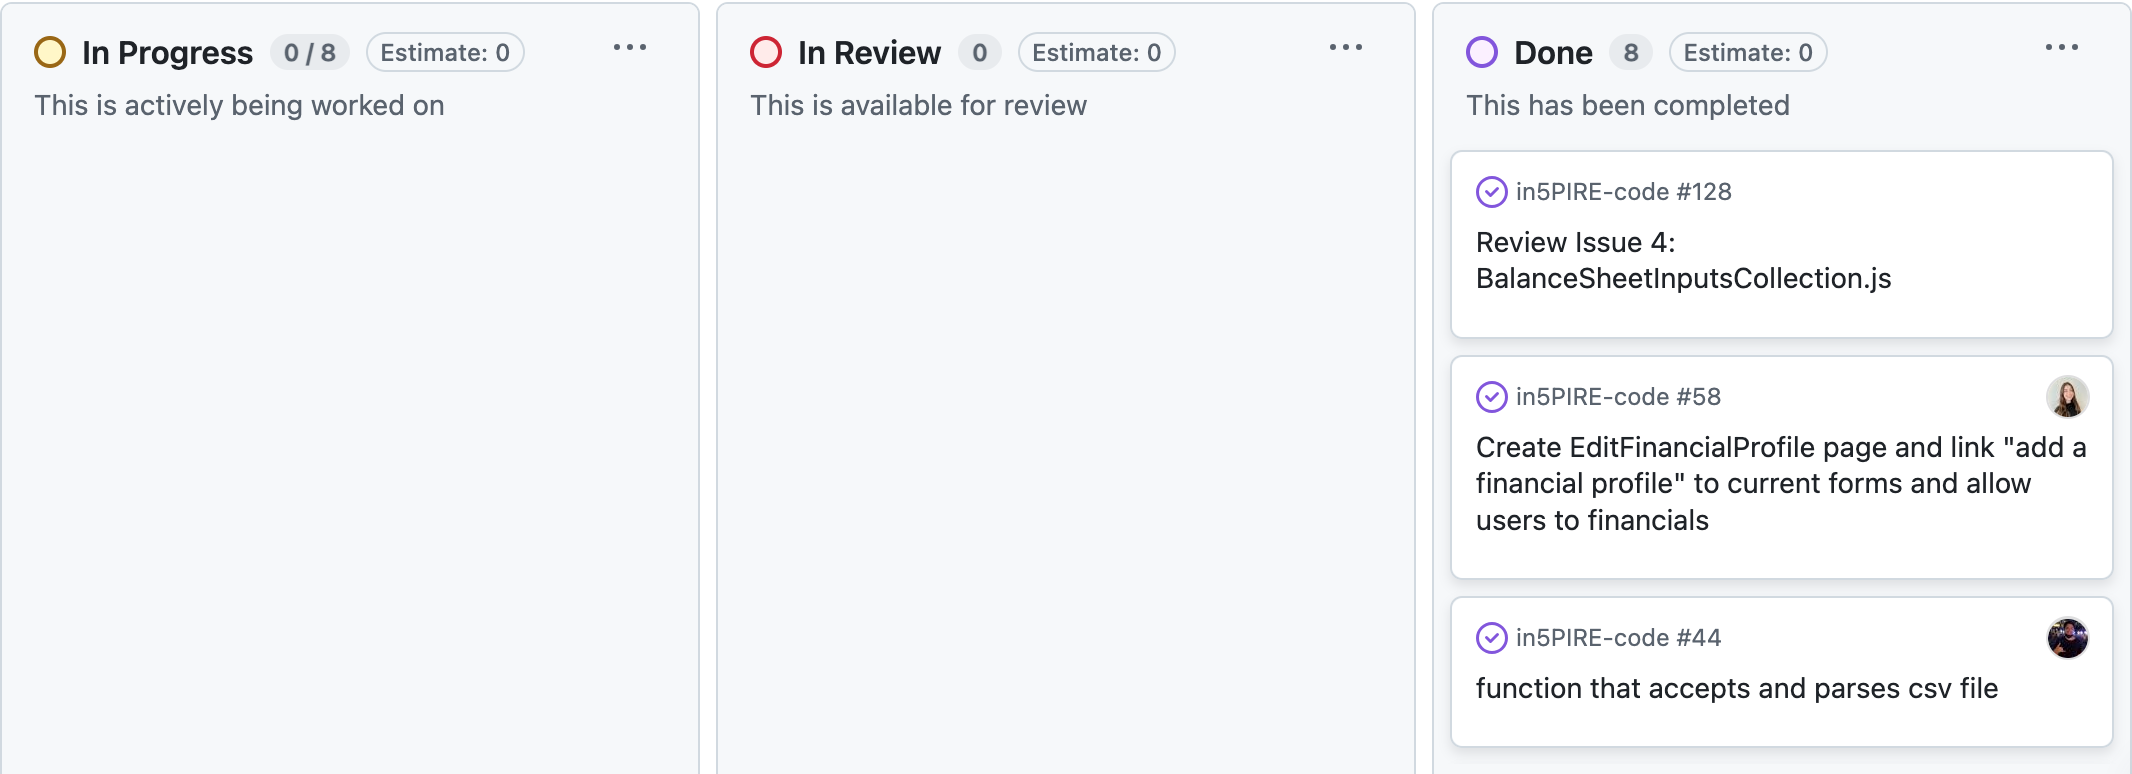 In Progress 0 / 8 Estimate: 0
This is actively being worked on
In Review 0 Estimate: 0
This is available for review
Done 8 Estimate: 0
This has been completed
in5PIRE-code #128
Review Issue 4:
BalanceSheetInputsCollection.js
in5PIRE-code #58
Create EditFinancialProfile page and link "add a
financial profile" to current forms and allow
users to financials
in5PIRE-code #44
function that accepts and parses csv file